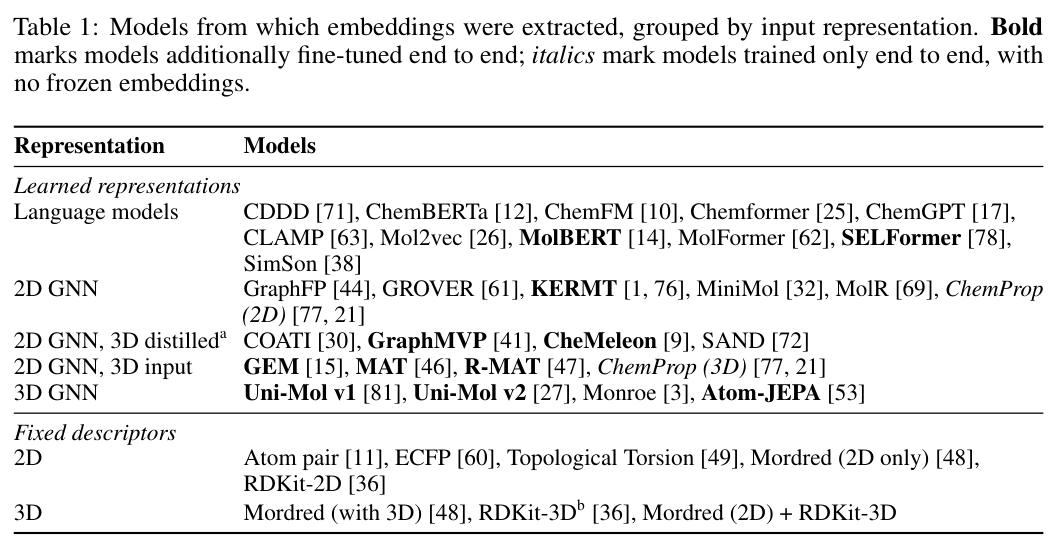 Table 1: Models from which embeddings were extracted, grouped by input representation. Bold
marks models additionally fine-tuned end to end; italics mark models trained only end to end, with
no frozen embeddings.
Representation Models
Learned representations
Language models CDDD [71], ChemBERTa [12], ChemFM [10], Chemformer [25], ChemGPT [17],
CLAMP [63], Mol2vec [26], MolBERT [14], MolFormer [62], SELFormer [78],
SimSon [38]
2D GNN GraphFP [44], GROVER [61], KERMT [1, 76], MiniMol [32], MolR [69], ChemProp
(2D) [77, 21]
2D GNN, 3D distilledᵃ COATI [30], GraphMVP [41], CheMeleon [9], SAND [72]
2D GNN, 3D input GEM [15], MAT [46], R-MAT [47], ChemProp (3D) [77, 21]
3D GNN Uni-Mol v1 [81], Uni-Mol v2 [27], Monroe [3], Atom-JEPA [53]
Fixed descriptors
2D Atom pair [11], ECFP [60], Topological Torsion [49], Mordred (2D only) [48],
RDKit-2D [36]
3D Mordred (with 3D) [48], RDKit-3Dᵇ [36], Mordred (2D) + RDKit-3D